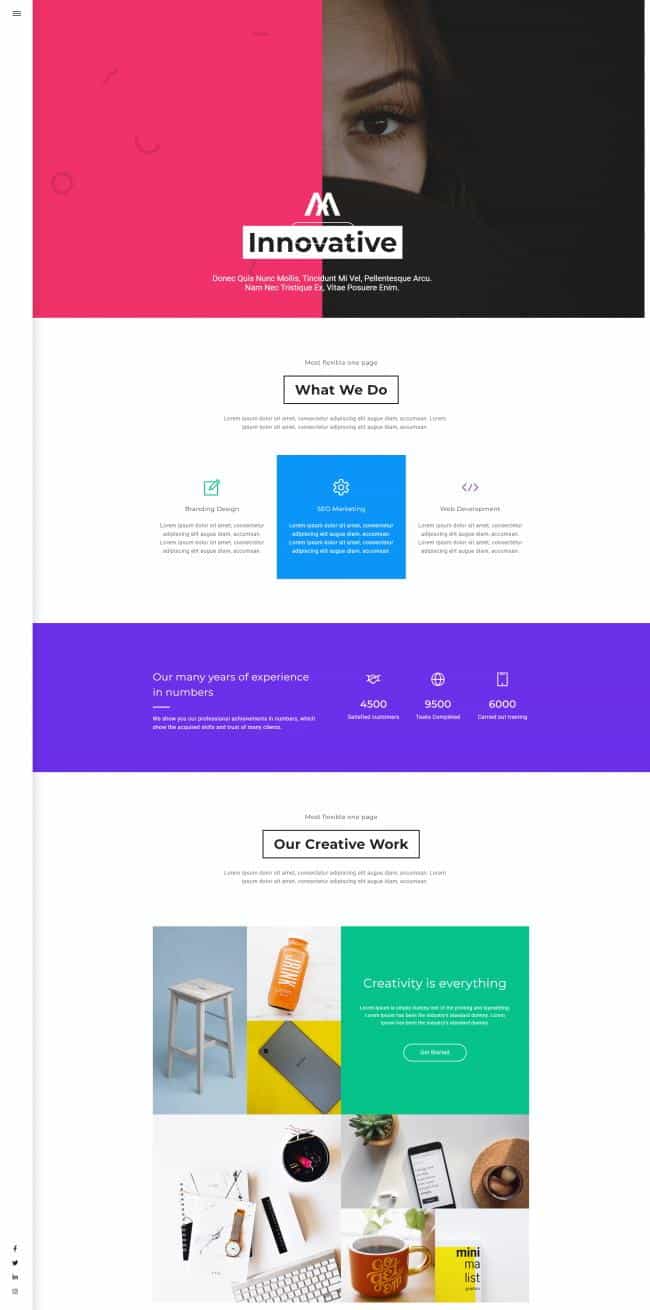 Innovative
Donec Quis Nunc Mollis, Tincidunt Mi Vel, Pellentesque Arcu.
Nam Nec Tristique Ex, Vitae Posuere Enim.
Most flexible one page
What We Do
Lorem ipsum dolor sit amet, consectetur adipiscing elit augue diam, accumsan. Lorem
ipsum dolor sit amet, consectetur adipiscing elit augue diam, accumsan
Branding Design
Lorem ipsum dolor sit amet, consectetur
adipiscing elit augue diam, accumsan.
Lorem ipsum dolor sit amet, consectetur
adipiscing elit augue diam, accumsan
SEO Marketing
Lorem ipsum dolor sit amet, consectetur
adipiscing elit augue diam, accumsan
Lorem ipsum dolor sit amet, consectetur
adipiscing elit augue diam, accumsan
Web Development
Lorem ipsum dolor sit amet, consectetur
adipiscing elit augue diam, accumsan.
Lorem ipsum dolor sit amet, consectetur
adipiscing elit augue diam, accumsan
Our many years of experience
in numbers
We show you our professional achievements in numbers, which
show the acquired skills and trust of many clients.
4500
Satisfied customers
9500
Tasks Completed
6000
Carried out training
Most flexible one page
Our Creative Work
Lorem ipsum dolor sit amet, consectetur adipiscing elit augue diam, accumsan. Lorem
ipsum dolor sit amet, consectetur adipiscing elit augue diam, accumsan
Creativity is everything
Lorem Ipsum is simply dummy text of the printing and typesetting
Lorem Ipsum has been the industry's standard dummy.
Lorem Ipsum has been the industry's standard dummy
Get Started
mini
ma
list